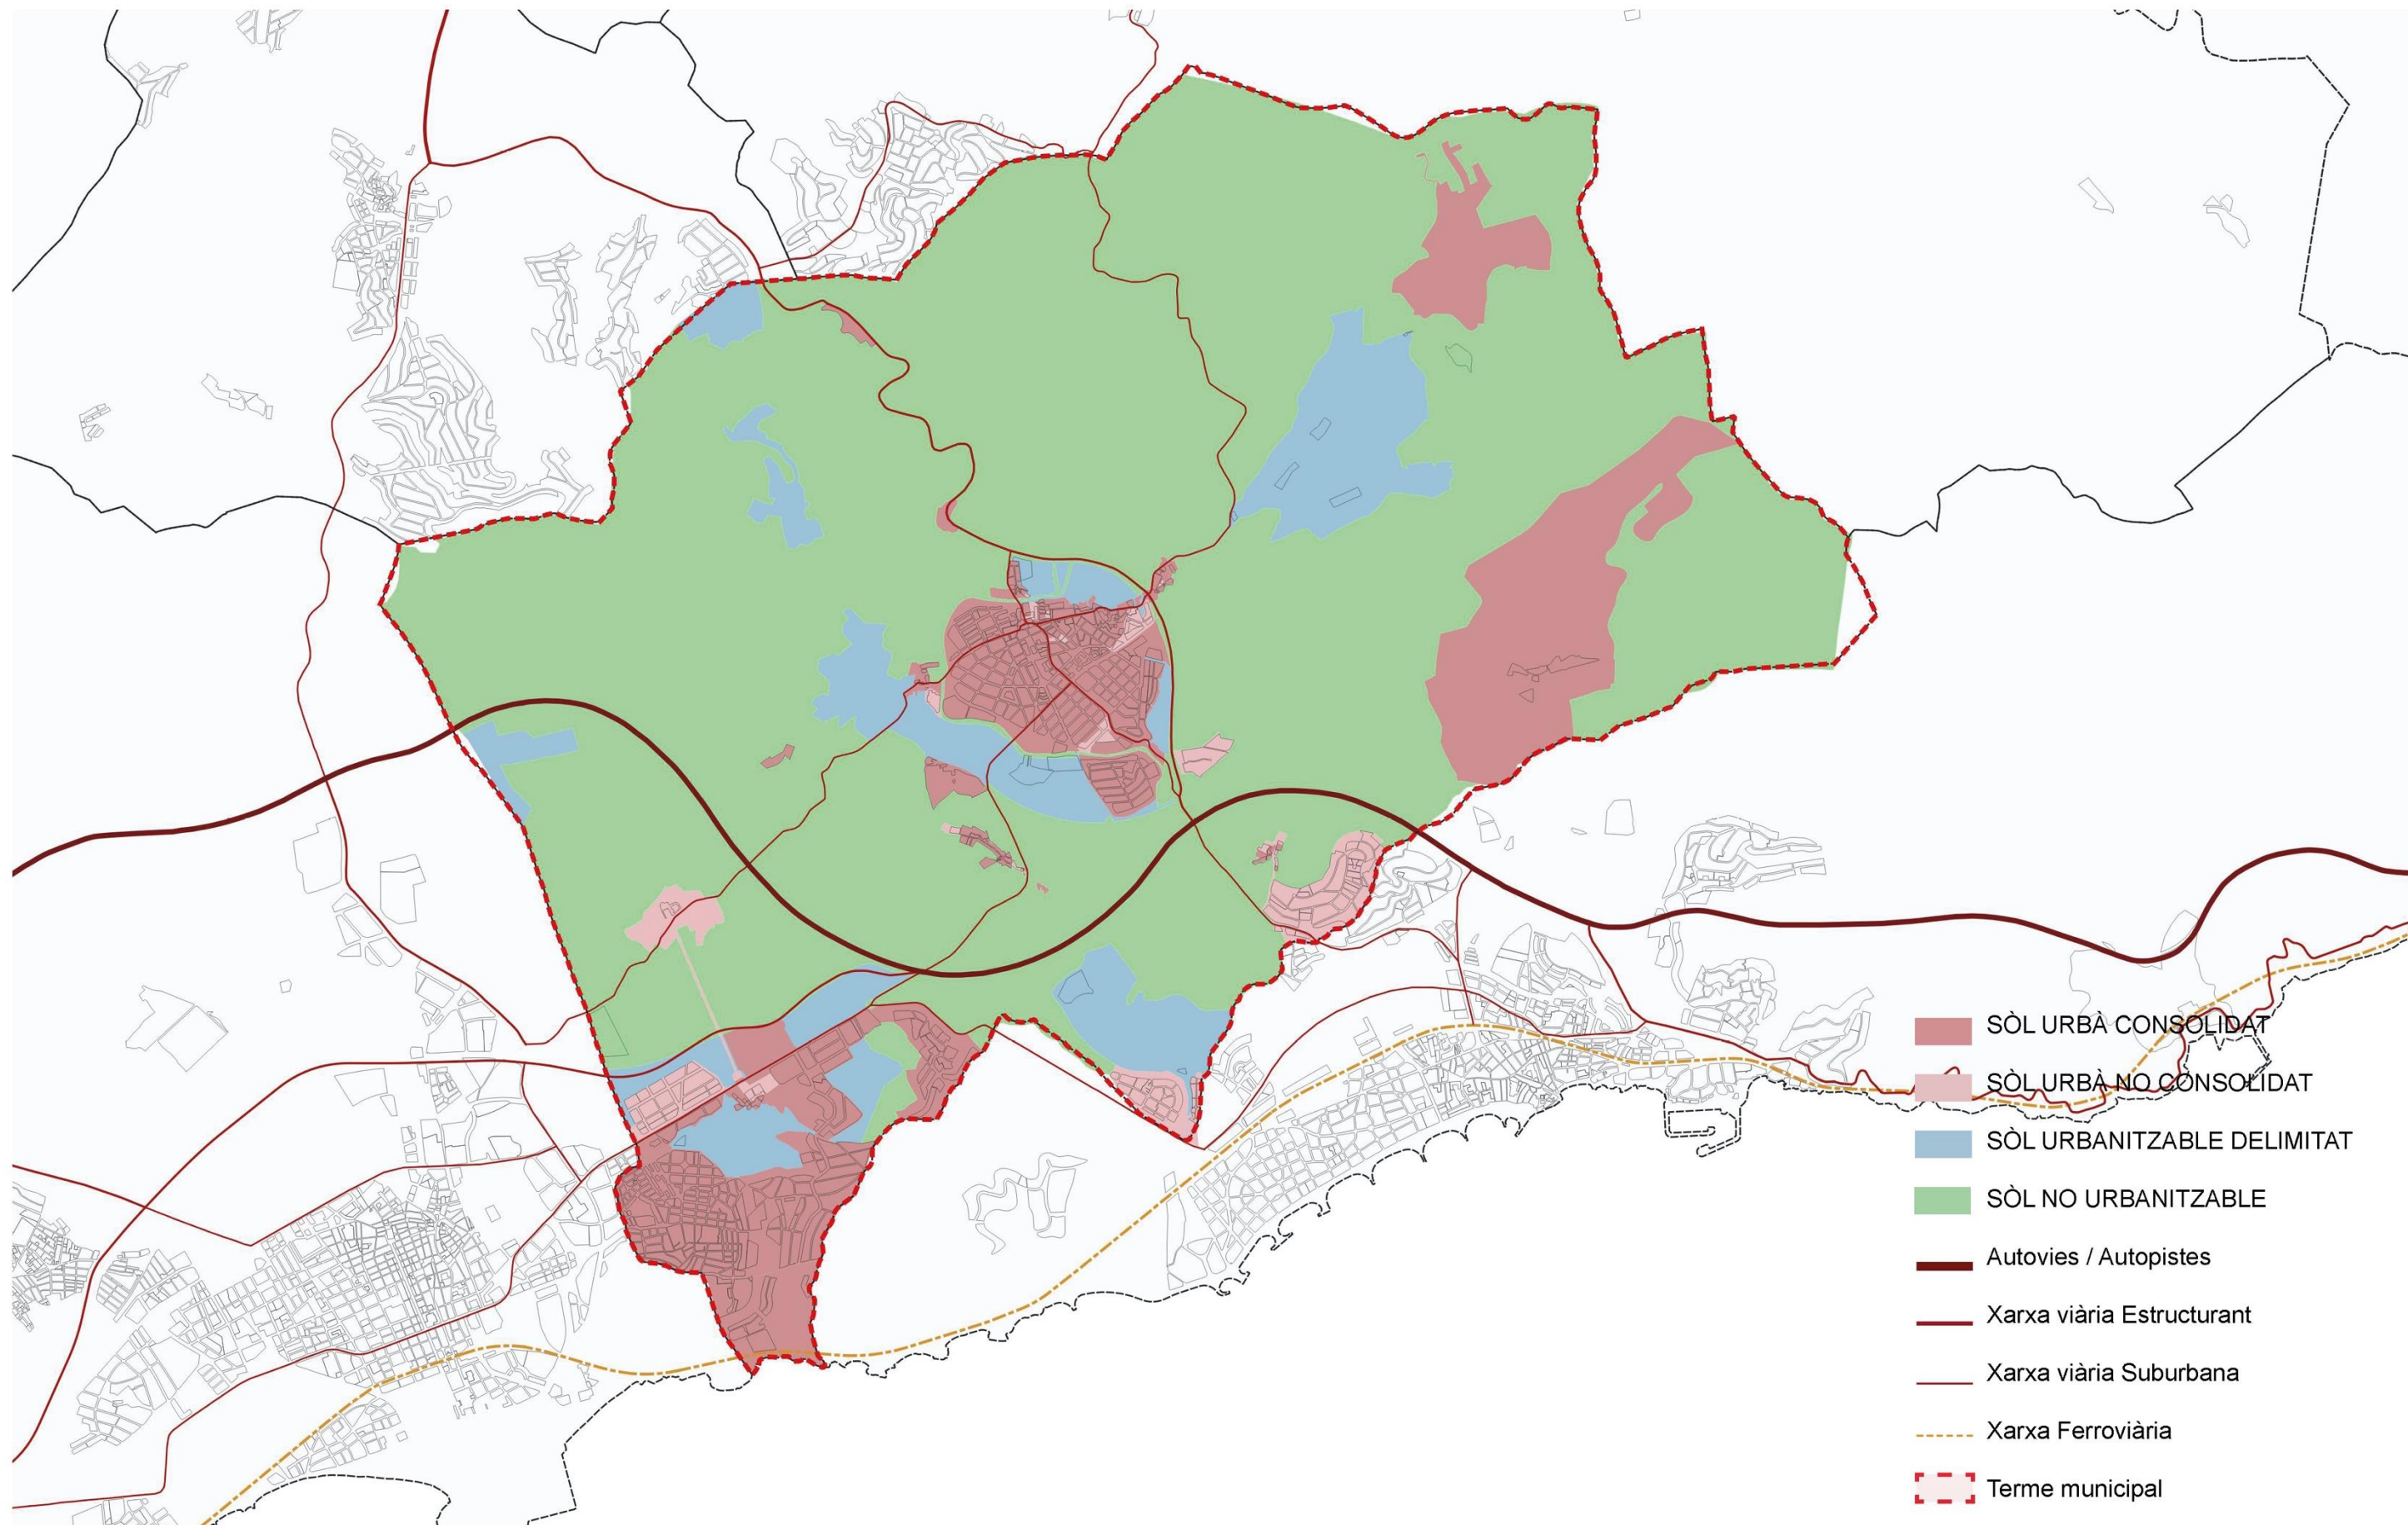 SÒL URBÀ CONSOLIDAT
SÒL URBÀ NO CONSOLIDAT
SÒL URBANITZABLE DELIMITAT
SÒL NO URBANITZABLE
Autovies / Autopistes
Xarxa viària Estructurant
Xarxa viària Suburbana
Xarxa Ferroviària
Terme municipal